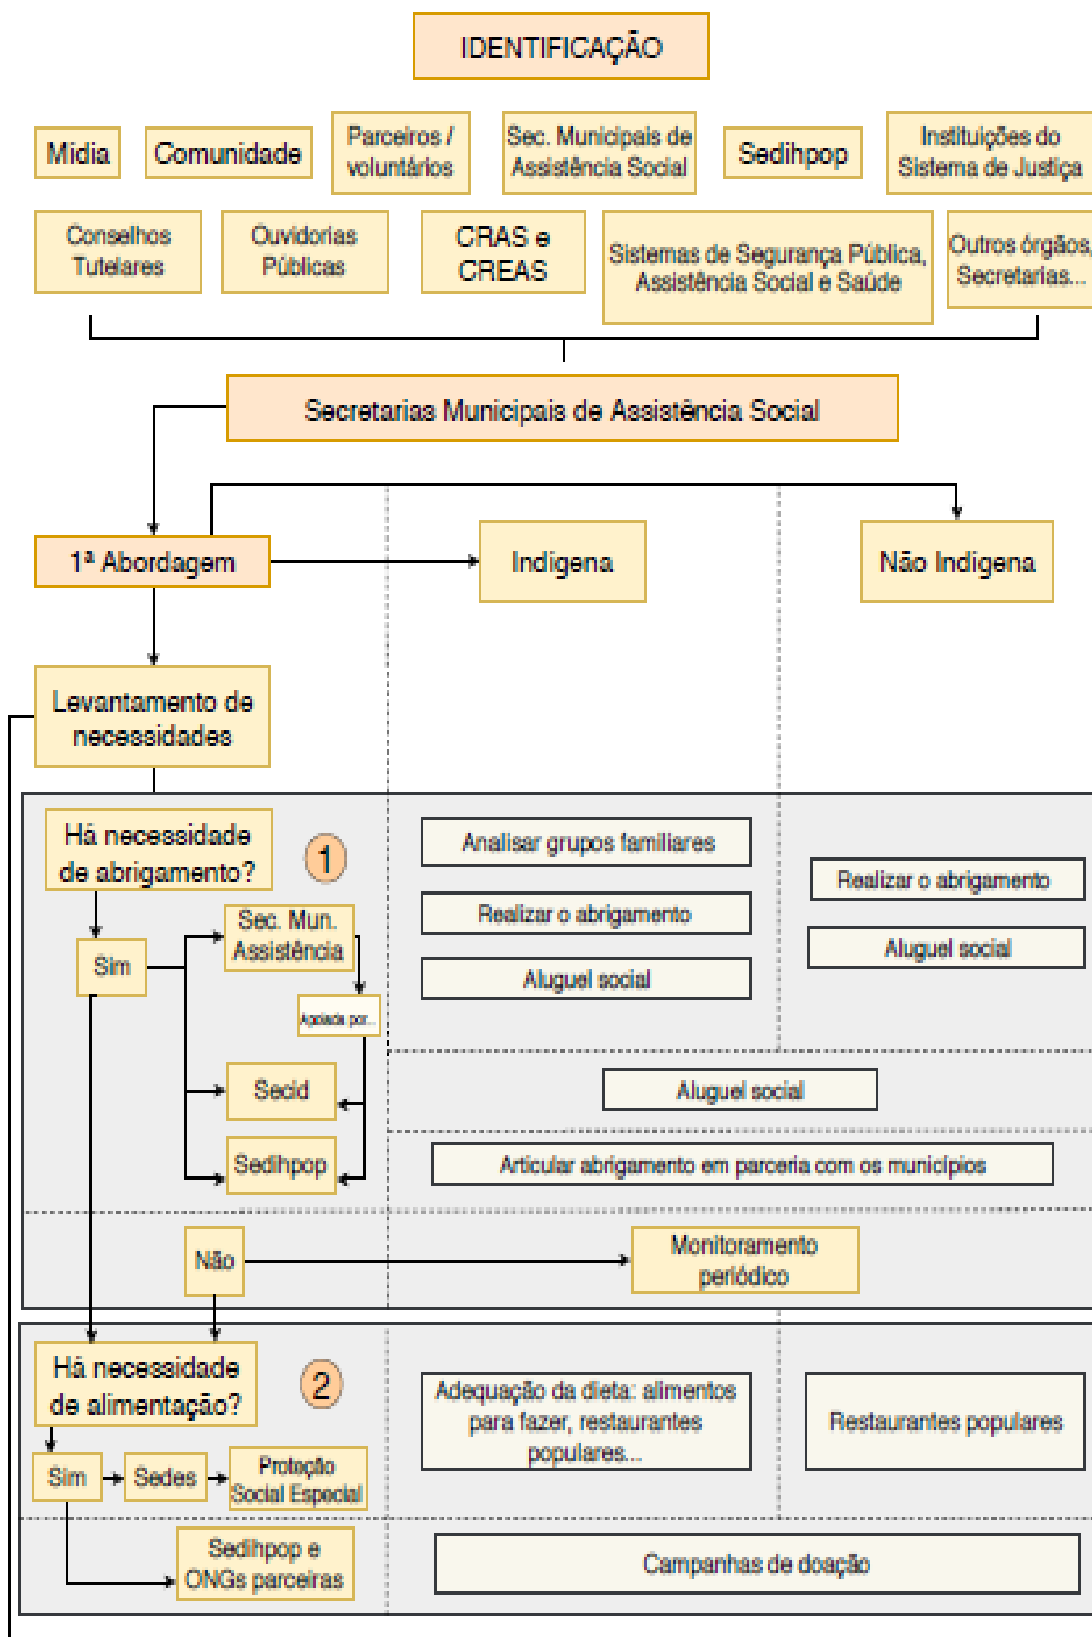 IDENTIFICAÇÃO
Mídia
Comunidade
Parceiros /
voluntários
Sec. Municipais de
Assistência Social
Sedihpop
Instituições do
Sistema de Justiça
Conselhos
Tutelares
Ouvidorias
Públicas
CRAS e
CREAS
Sistemas de Segurança Pública,
Assistência Social e Saúde
Outros órgãos,
Secretarias...
Secretarias Municipais de Assistência Social
1ª Abordagem
Indígena
Não Indígena
Levantamento de
necessidades
Há necessidade
de abrigamento?
1
Analisar grupos familiares
Realizar o abrigamento
Realizar o abrigamento
Sim
Sec. Mun.
Assistência
Aluguel social
Aluguel social
Apoiada por...
Secid
Aluguel social
Sedihpop
Articular abrigamento em parceria com os municípios
Não
Monitoramento
periódico
Há necessidade
de alimentação?
2
Adequação da dieta: alimentos
para fazer, restaurantes
populares...
Restaurantes populares
Sim
Sedes
Proteção
Social Especial
Sedihpop e
ONGs parceiras
Campanhas de doação